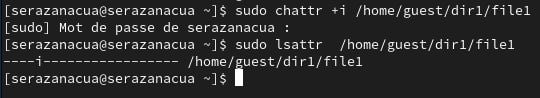 [serazanacua@serazanacua ~]$ sudo chattr +i /home/guest/dir1/file1
[sudo] Mot de passe de serazanacua :
[serazanacua@serazanacua ~]$ sudo lsattr  /home/guest/dir1/file1
----i----------------- /home/guest/dir1/file1
[serazanacua@serazanacua ~]$